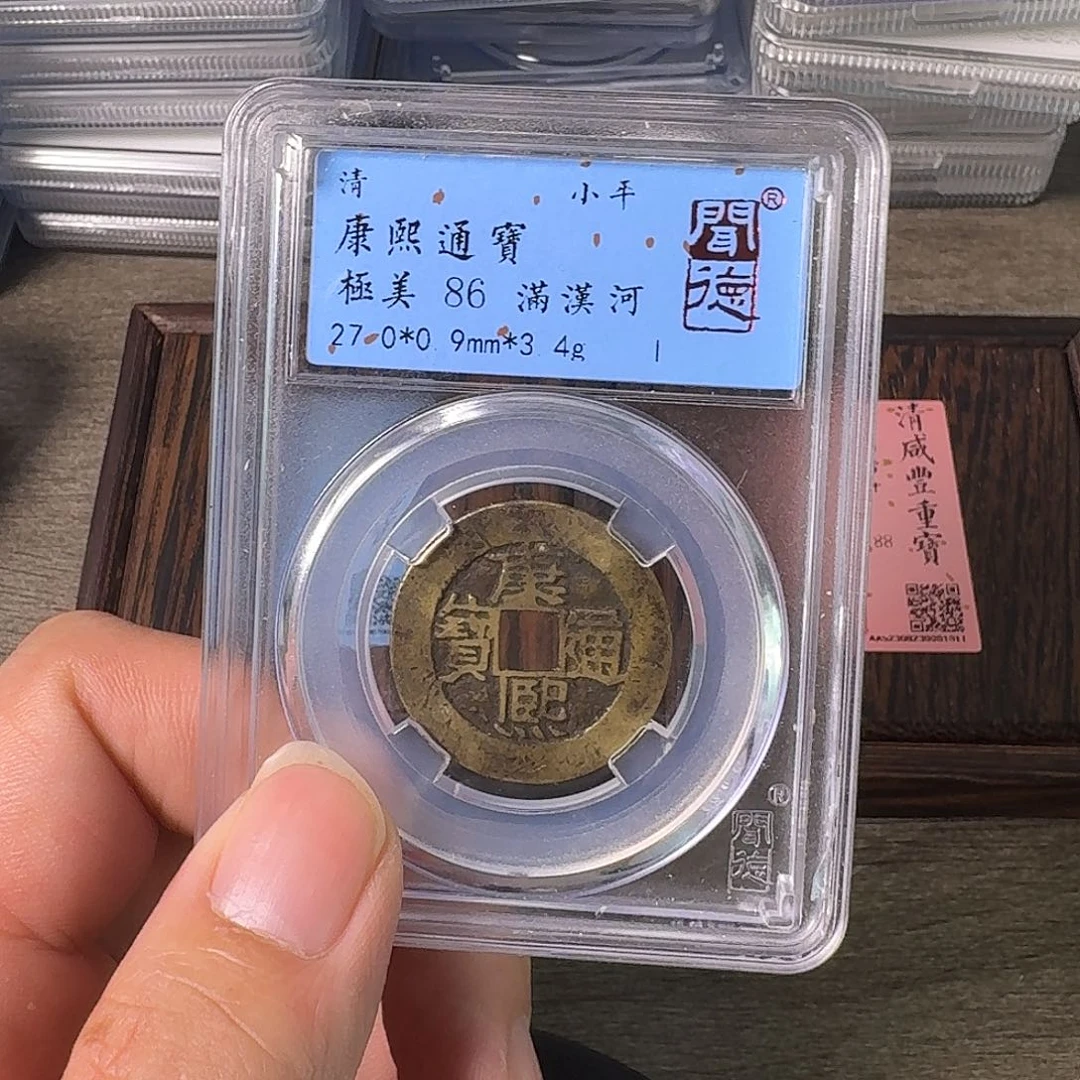 清 小平
康熙通寶
極美 86 滿漢河
27.0*0.9mm*3.4g
聞德®
康熙通寶
®
聞德
清咸豐重寶
88